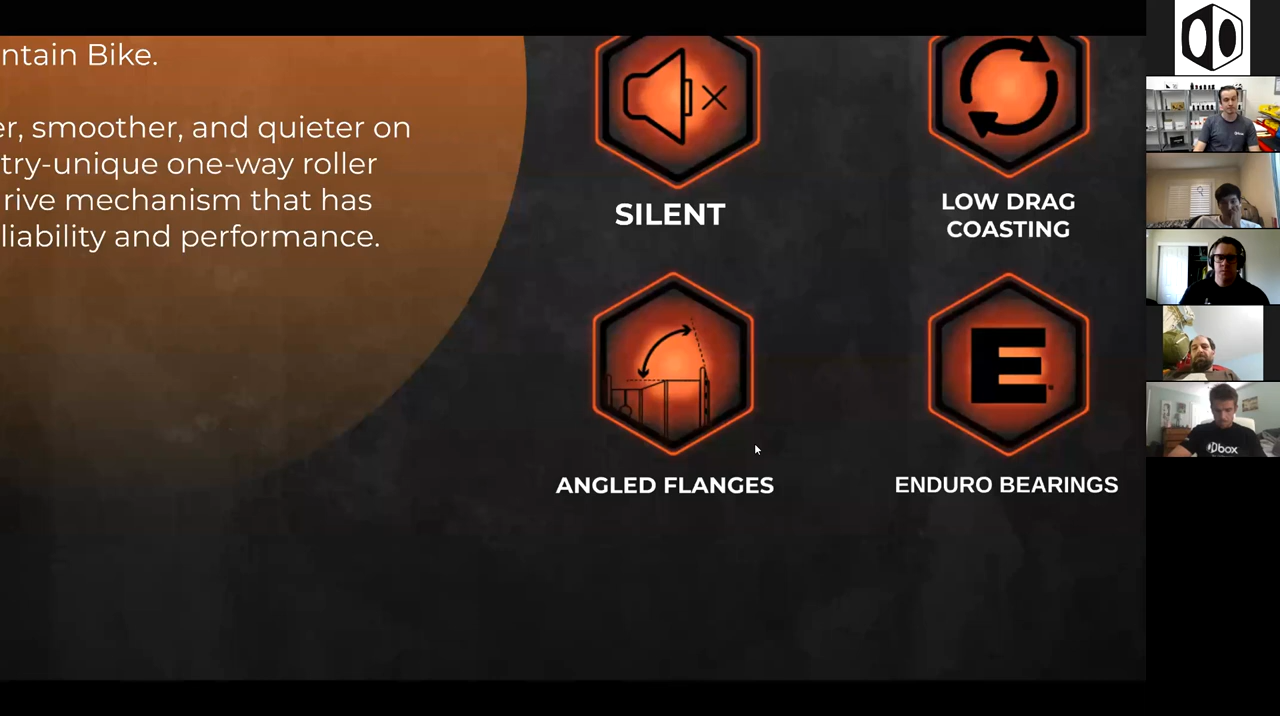 ntain Bike.
er, smoother, and quieter on
try-unique one-way roller
rive mechanism that has
liability and performance.
SILENT
LOW DRAG
COASTING
E
ANGLED FLANGES
ENDURO BEARINGS
box